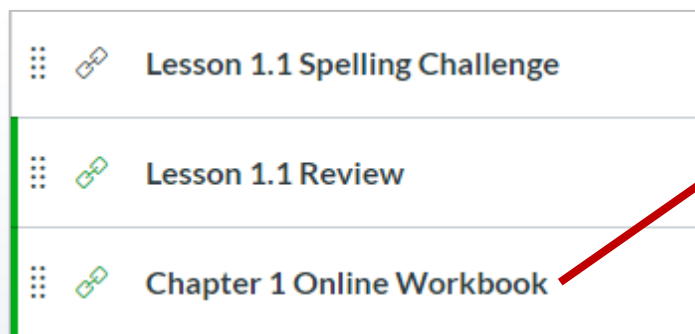 Lesson 1.1 Spelling Challenge
Lesson 1.1 Review
Chapter 1 Online Workbook